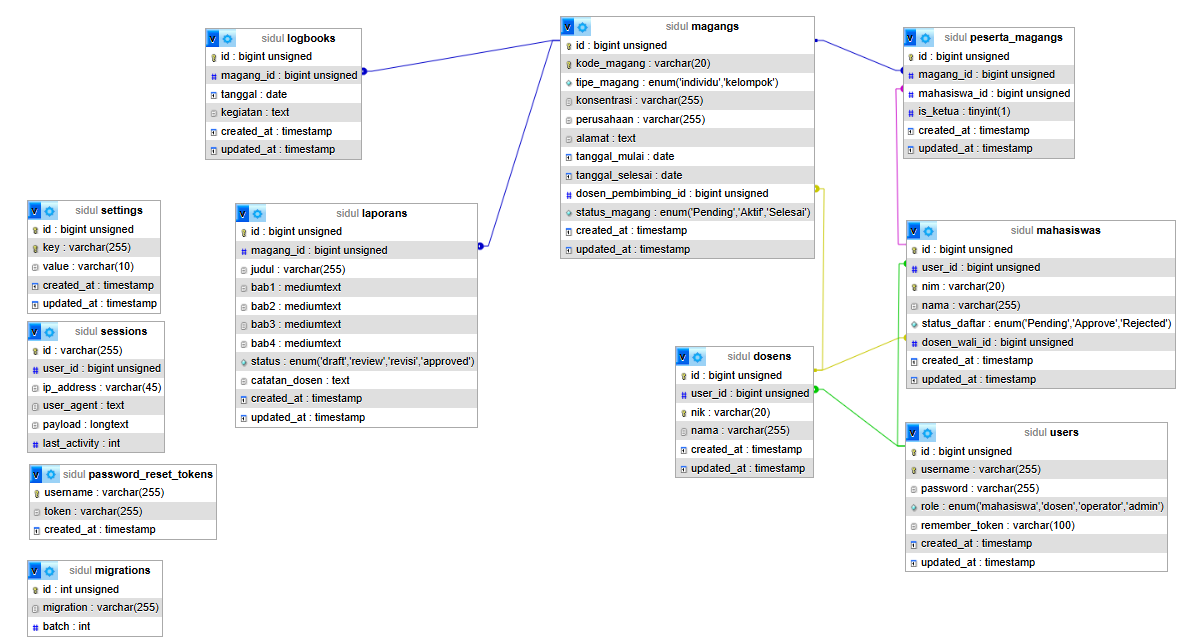 sidul logbooks
id : bigint unsigned
magang_id : bigint unsigned
tanggal : date
kegiatan : text
created_at : timestamp
updated_at : timestamp
sidul magangs
id : bigint unsigned
kode_magang : varchar(20)
tipe_magang : enum('individu','kelompok')
konsentrasi : varchar(255)
perusahaan : varchar(255)
alamat : text
tanggal_mulai : date
tanggal_selesai : date
dosen_pembimbing_id : bigint unsigned
status_magang : enum('Pending','Aktif','Selesai')
created_at : timestamp
updated_at : timestamp
sidul peserta_magangs
id : bigint unsigned
magang_id : bigint unsigned
mahasiswa_id : bigint unsigned
is_ketua : tinyint(1)
created_at : timestamp
updated_at : timestamp
sidul settings
id : bigint unsigned
key : varchar(255)
value : varchar(10)
created_at : timestamp
updated_at : timestamp
sidul laporans
id : bigint unsigned
magang_id : bigint unsigned
judul : varchar(255)
bab1 : mediumtext
bab2 : mediumtext
bab3 : mediumtext
bab4 : mediumtext
status : enum('draft','review','revisi','approved')
catatan_dosen : text
created_at : timestamp
updated_at : timestamp
sidul mahasiswas
id : bigint unsigned
user_id : bigint unsigned
nim : varchar(20)
nama : varchar(255)
status_daftar : enum('Pending','Approve','Rejected')
dosen_wali_id : bigint unsigned
created_at : timestamp
updated_at : timestamp
sidul sessions
id : varchar(255)
user_id : bigint unsigned
ip_address : varchar(45)
user_agent : text
payload : longtext
last_activity : int
sidul dosens
id : bigint unsigned
user_id : bigint unsigned
nik : varchar(20)
nama : varchar(255)
created_at : timestamp
updated_at : timestamp
sidul users
id : bigint unsigned
username : varchar(255)
password : varchar(255)
role : enum('mahasiswa','dosen','operator','admin')
remember_token : varchar(100)
created_at : timestamp
updated_at : timestamp
sidul password_reset_tokens
username : varchar(255)
token : varchar(255)
created_at : timestamp
sidul migrations
id : int unsigned
migration : varchar(255)
batch : int